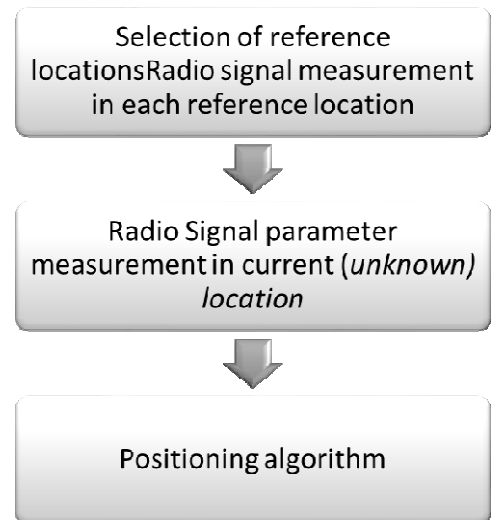 Selection of reference
locationsRadio signal measurement
in each reference location
Radio Signal parameter
measurement in current (unknown)
location
Positioning algorithm